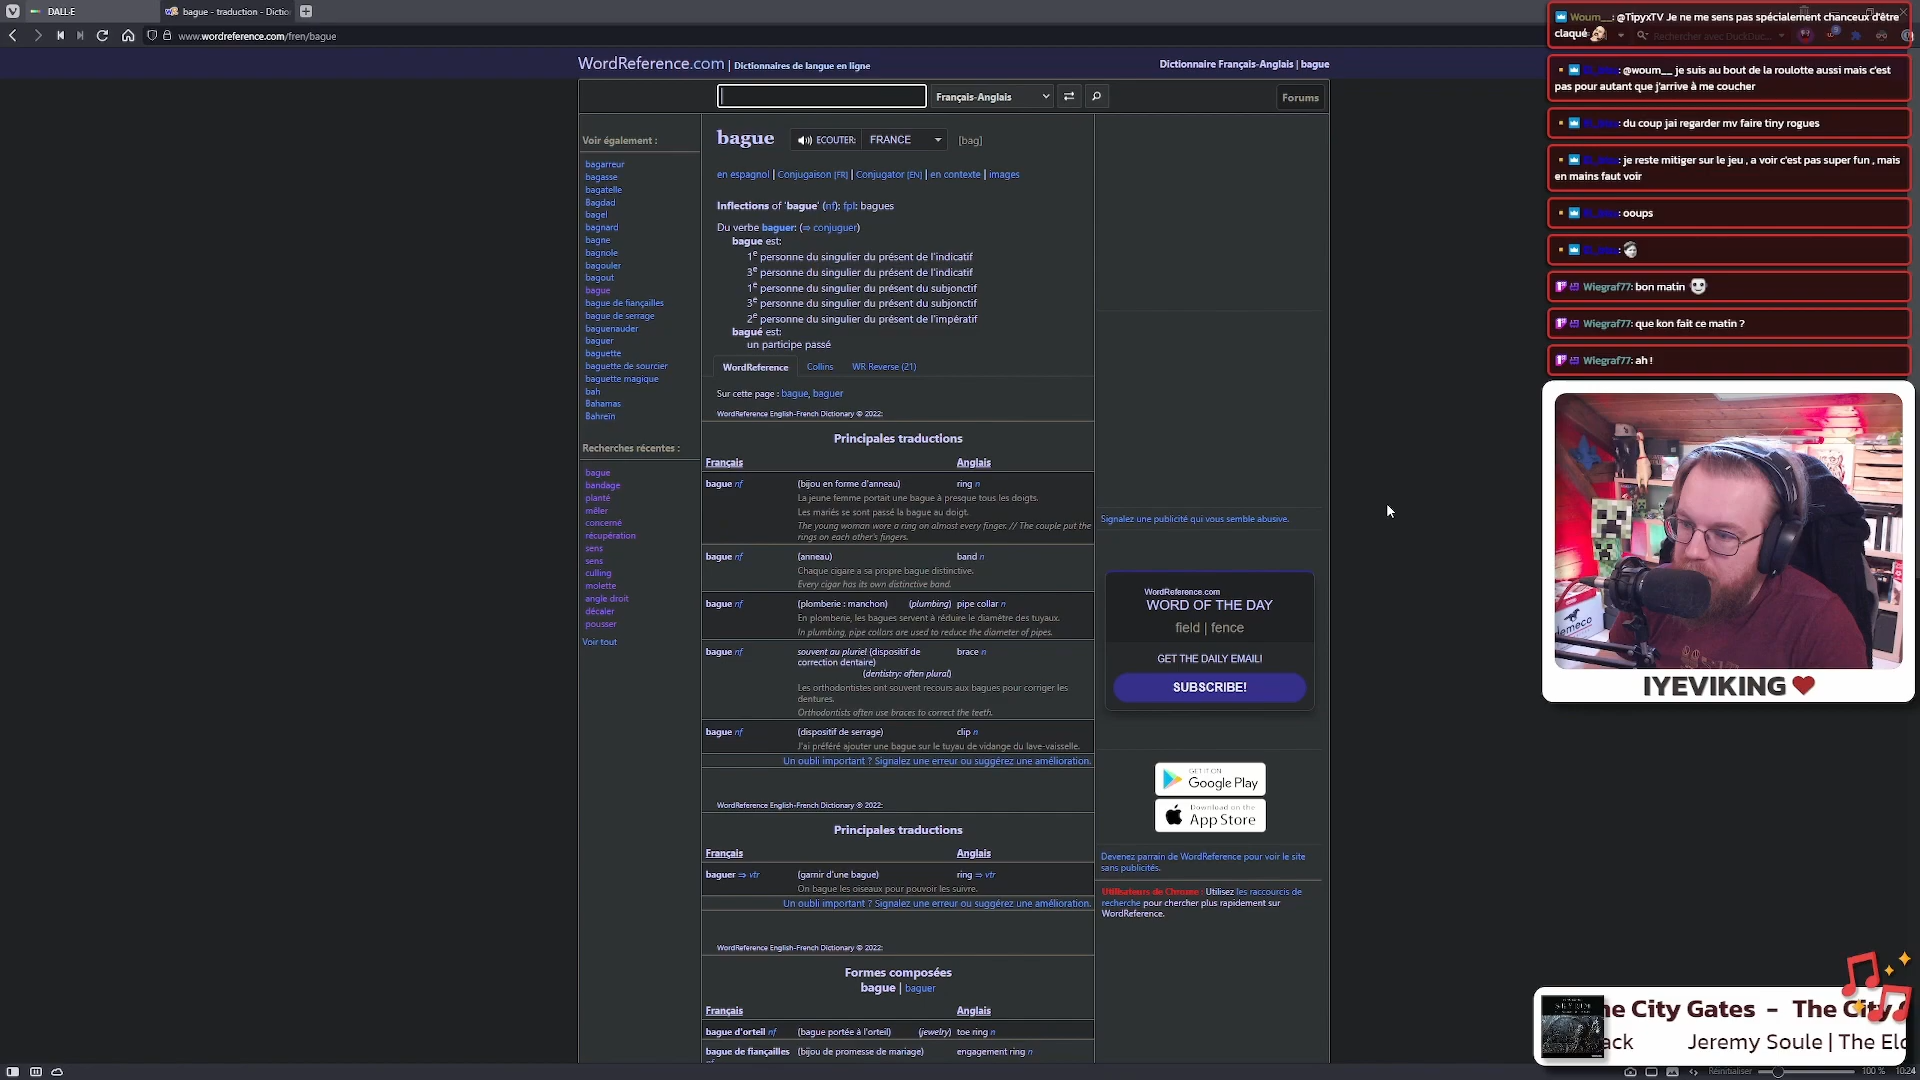 DALL·E
bague - traduction - Dictio
www.wordreference.com/fren/bague
Rechercher avec DuckDuc...
WordReference.com | Dictionnaires de langue en ligne
Dictionnaire Français-Anglais | bague
Français-Anglais
Forums
Voir également :
bagarreur
bagasse
bagatelle
Bagdad
bagel
bagnard
bagne
bagnole
bagouler
bagout
bague
bague de fiançailles
bague de serrage
baguenauder
baguer
baguette
baguette de sourcier
baguette magique
bah
Bahamas
Bahreïn
Recherches récentes :
bague
bandage
planté
mêler
concerné
récupération
sens
sens
culling
molette
angle droit
décaler
pousser
Voir tout
bague
ECOUTER:
FRANCE
[bag]
en espagnol | Conjugaison [FR] | Conjugator [EN] | en contexte | images
Inflections of 'bague' (nf): fpl: bagues
Du verbe baguer: (⇒ conjuguer)
bague est:
1e personne du singulier du présent de l'indicatif
3e personne du singulier du présent de l'indicatif
1e personne du singulier du présent du subjonctif
3e personne du singulier du présent du subjonctif
2e personne du singulier du présent de l'impératif
bagué est:
un participe passé
WordReference
Collins
WR Reverse (21)
Sur cette page : bague, baguer
WordReference English-French Dictionary © 2022:
Principales traductions
Français
Anglais
bague nf (bijou en forme d'anneau) ring n
La jeune femme portait une bague à presque tous les doigts.
Les mariés se sont passé la bague au doigt.
The young woman wore a ring on almost every finger. // The couple put the
rings on each other's fingers.
bague nf (anneau) band n
Chaque cigare a sa propre bague distinctive.
Every cigar has its own distinctive band.
bague nf (plomberie : manchon) (plumbing) pipe collar n
En plomberie, les bagues servent à réduire le diamètre des tuyaux.
In plumbing, pipe collars are used to reduce the diameter of pipes.
bague nf souvent au pluriel (dispositif de brace n
correction dentaire)
(dentistry: often plural)
Les orthodontistes ont souvent recours aux bagues pour corriger les
dentures.
Orthodontists often use braces to correct the teeth.
bague nf (dispositif de serrage) clip n
J'ai préféré ajouter une bague sur le tuyau de vidange du lave-vaisselle.
Un oubli important ? Signalez une erreur ou suggérez une amélioration.
WordReference English-French Dictionary © 2022:
Principales traductions
Français
Anglais
baguer ⇒ vtr (garnir d'une bague) ring ⇒ vtr
On bague les oiseaux pour pouvoir les suivre.
Un oubli important ? Signalez une erreur ou suggérez une amélioration.
WordReference English-French Dictionary © 2022:
Formes composées
bague | baguer
Français
Anglais
bague d'orteil nf (bague portée à l'orteil) (jewelry) toe ring n
bague de fiançailles (bijou de promesse de mariage) engagement ring n
Signalez une publicité qui vous semble abusive.
WordReference.com
WORD OF THE DAY
field | fence
GET THE DAILY EMAIL!
SUBSCRIBE!
GET IT ON
Google Play
Download on the
App Store
Devenez parrain de WordReference pour voir le site
sans publicités.
Utilisateurs de Chrome : Utilisez les raccourcis de
recherche pour chercher plus rapidement sur
WordReference.
Woum__: @TipyxTV Je ne me sens pas spécialement chanceux d'être
claqué
: @woum__ je suis au bout de la roulotte aussi mais c'est
pas pour autant que j'arrive à me coucher
: du coup jai regarder mv faire tiny rogues
: je reste mitiger sur le jeu , a voir c'est pas super fun , mais
en mains faut voir
: ooups
Wiegraf77: bon matin
Wiegraf77: que kon fait ce matin ?
Wiegraf77: ah !
IYEVIKING
he City Gates - The City
Jeremy Soule | The El
Réinitialiser
100 %
10:24